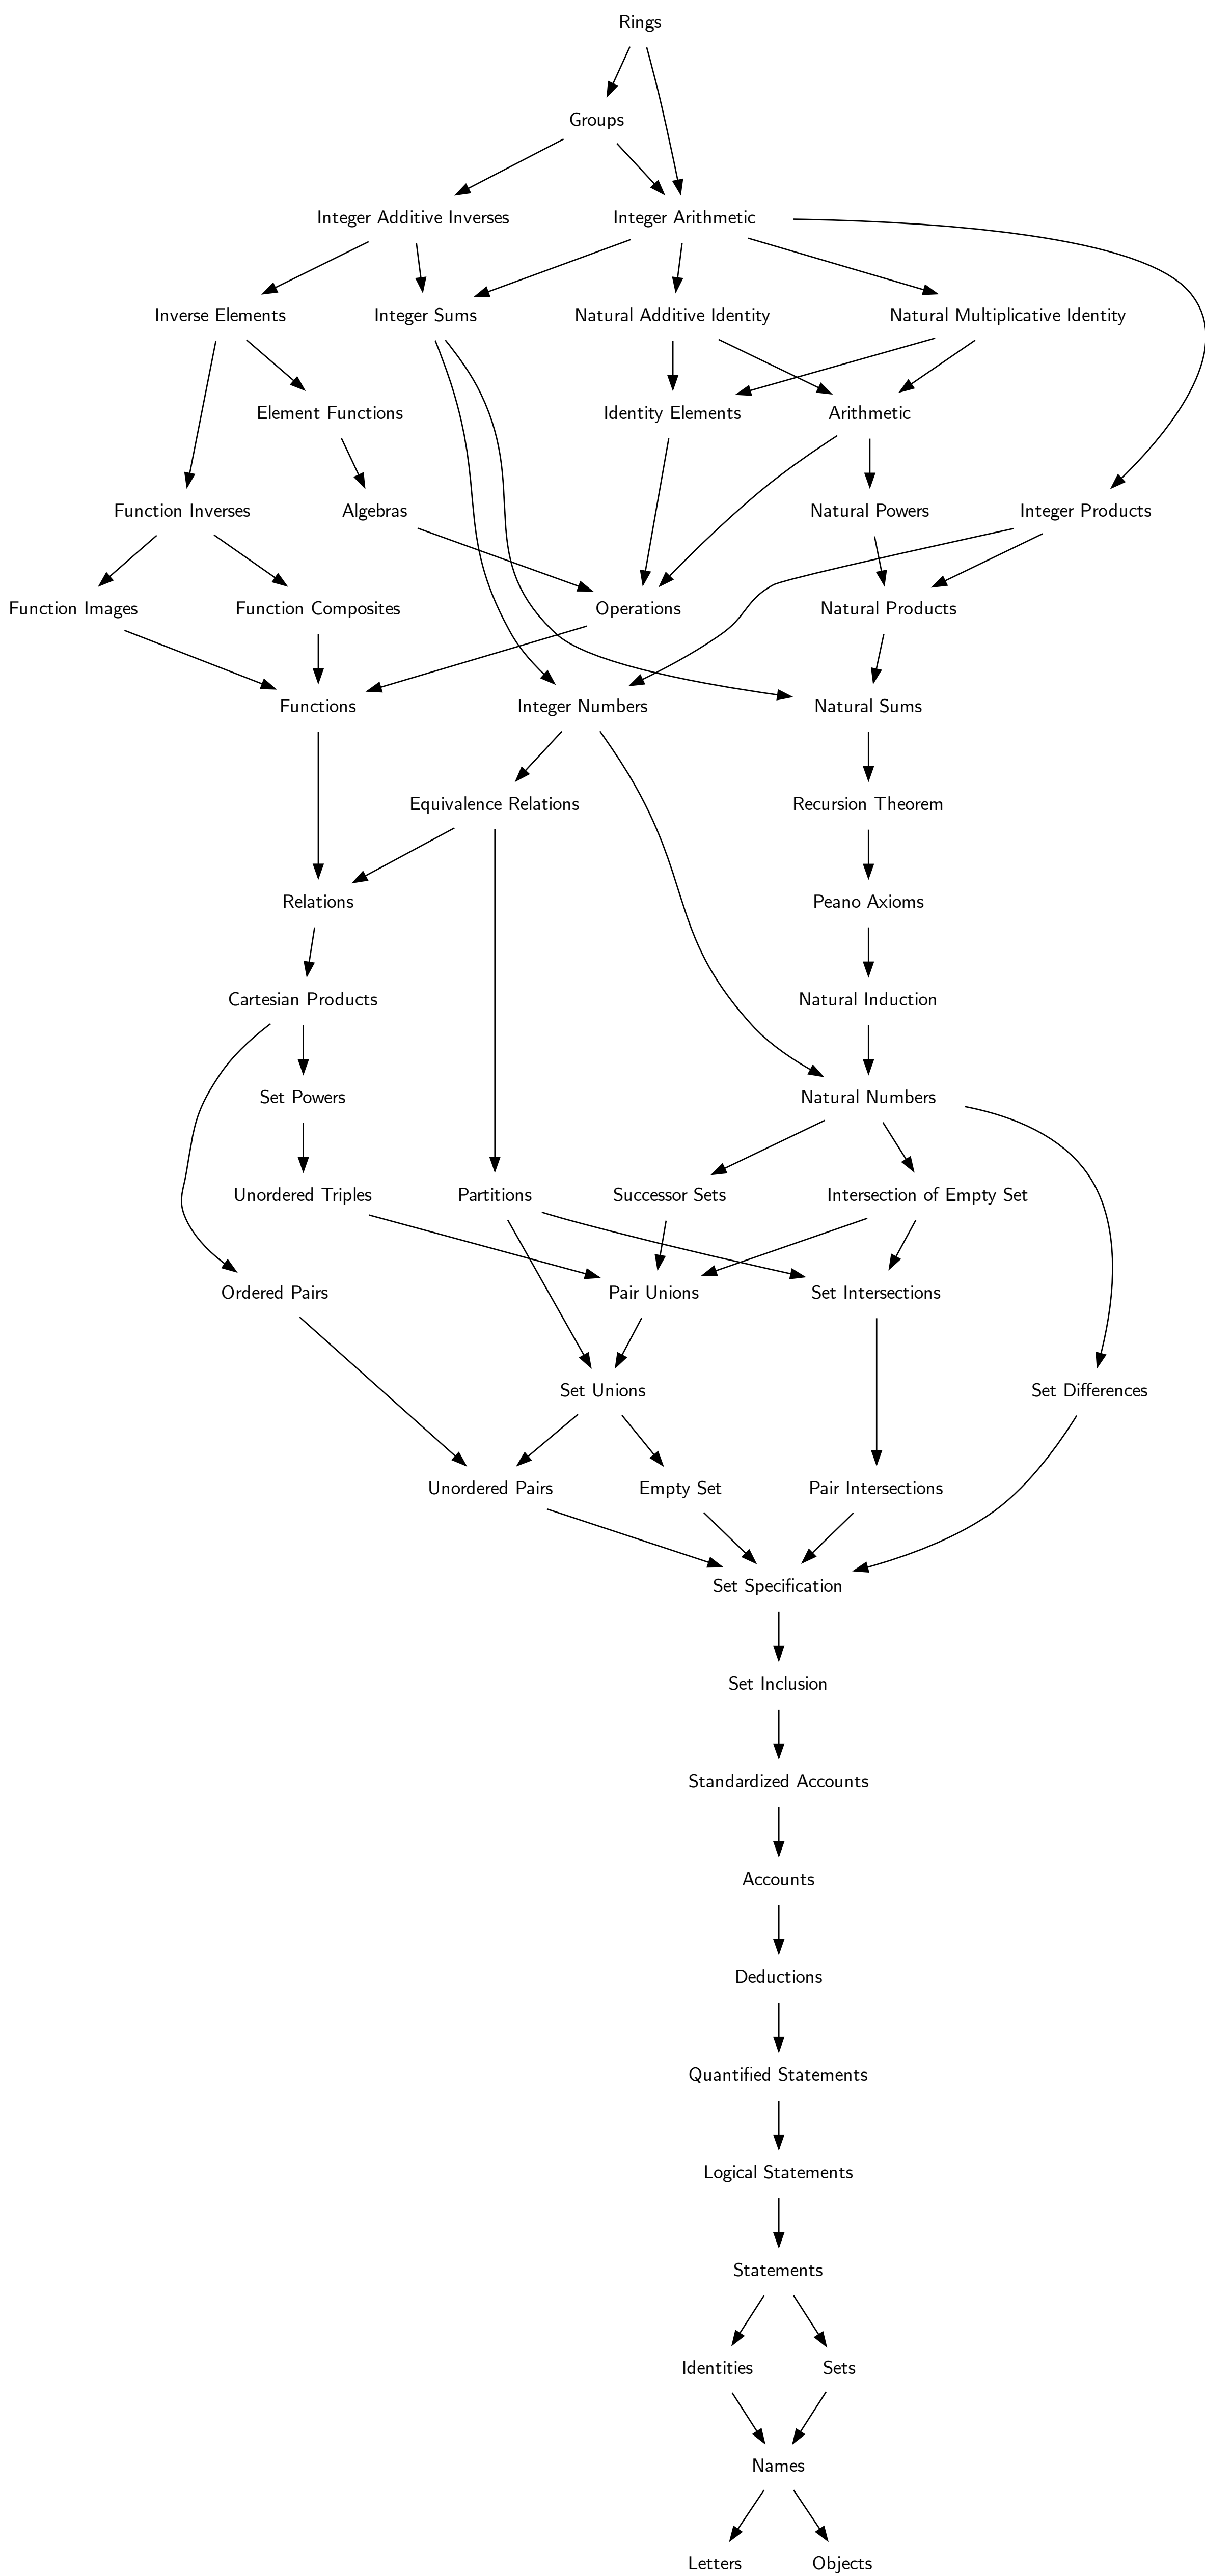 Rings
Groups
Integer Additive Inverses
Integer Arithmetic
Inverse Elements
Integer Sums
Natural Additive Identity
Natural Multiplicative Identity
Element Functions
Identity Elements
Arithmetic
Function Inverses
Algebras
Natural Powers
Integer Products
Function Images
Function Composites
Operations
Natural Products
Functions
Integer Numbers
Natural Sums
Equivalence Relations
Recursion Theorem
Relations
Peano Axioms
Cartesian Products
Natural Induction
Set Powers
Natural Numbers
Unordered Triples
Partitions
Successor Sets
Intersection of Empty Set
Ordered Pairs
Pair Unions
Set Intersections
Set Unions
Set Differences
Unordered Pairs
Empty Set
Pair Intersections
Set Specification
Set Inclusion
Standardized Accounts
Accounts
Deductions
Quantified Statements
Logical Statements
Statements
Identities
Sets
Names
Letters
Objects